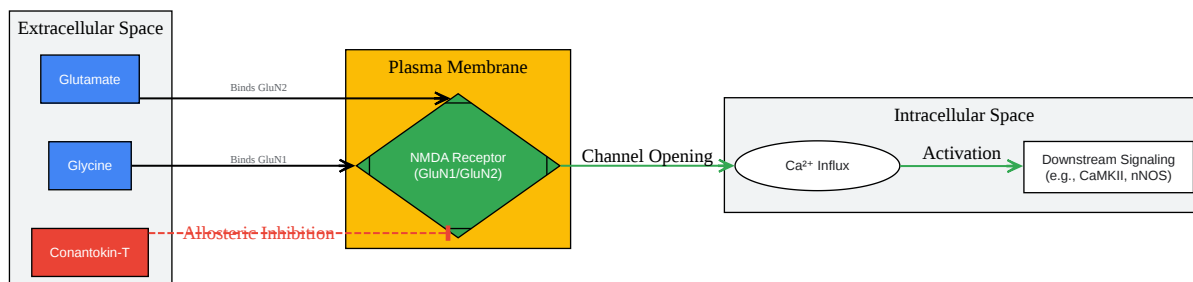 Extracellular Space
Glutamate
Binds GluN2
Glycine
Binds GluN1
Conantokin-T
Allosteric Inhibition
Plasma Membrane
NMDA Receptor
(GluN1/GluN2)
Channel Opening
Intracellular Space
Ca²⁺ Influx
Activation
Downstream Signaling
(e.g., CaMKII, nNOS)